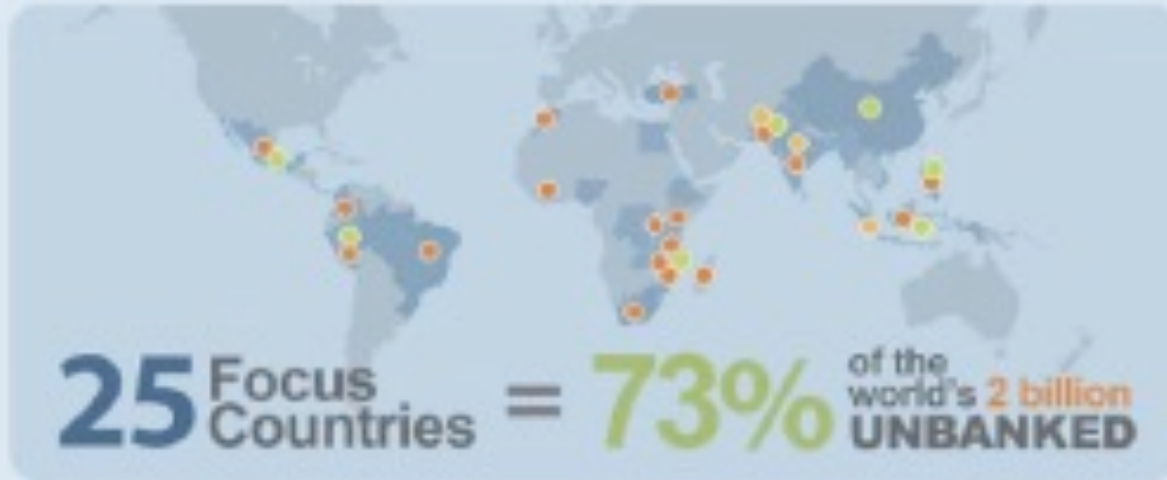 25 Focus Countries = 73% of the
world's 2 billion
UNBANKED